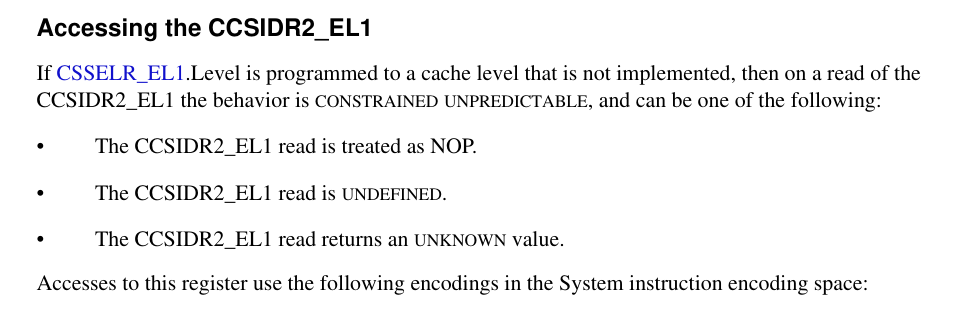 Accessing the CCSIDR2_EL1
If CSSELR_EL1.Level is programmed to a cache level that is not implemented, then on a read of the
CCSIDR2_EL1 the behavior is CONSTRAINED UNPREDICTABLE, and can be one of the following:
• The CCSIDR2_EL1 read is treated as NOP.
• The CCSIDR2_EL1 read is UNDEFINED.
• The CCSIDR2_EL1 read returns an UNKNOWN value.
Accesses to this register use the following encodings in the System instruction encoding space: